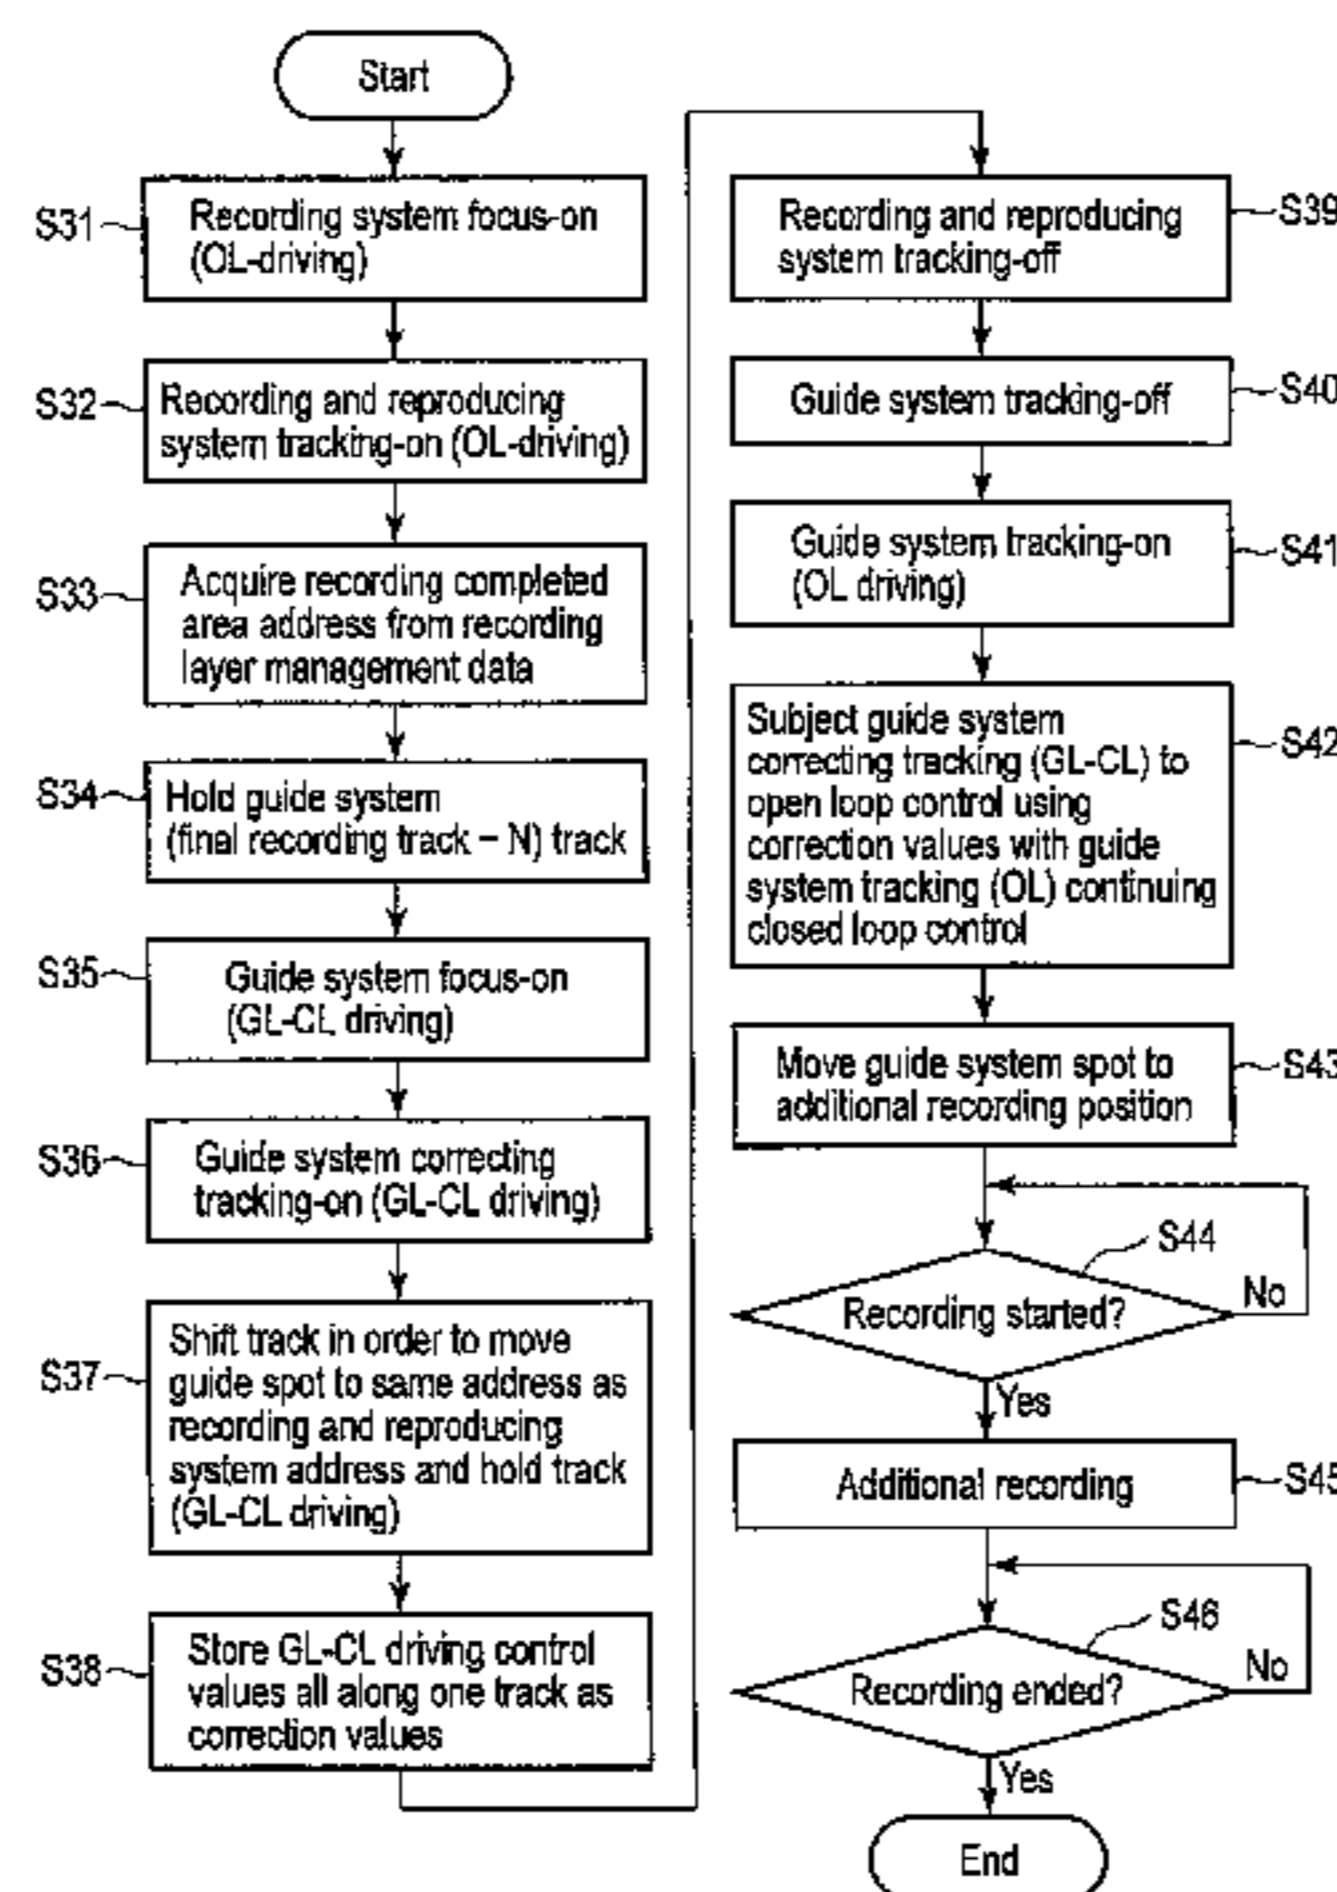 Start
S31
Recording system focus-on
(OL-driving)
S32
Recording and reproducing
system tracking-on (OL-driving)
S33
Acquire recording completed
area address from recording
layer management data
S34
Hold guide system
(final recording track − N) track
S35
Guide system focus-on
(GL-CL driving)
S36
Guide system correcting
tracking-on (GL-CL driving)
S37
Shift track in order to move
guide spot to same address as
recording and reproducing
system address and hold track
(GL-CL driving)
S38
Store GL-CL driving control
values all along one track as
correction values
Recording and reproducing
system tracking-off
S39
Guide system tracking-off
S40
Guide system tracking-on
(OL driving)
S41
Subject guide system
correcting tracking (GL-CL) to
open loop control using
correction values with guide
system tracking (OL) continuing
closed loop control
S42
Move guide system spot to
additional recording position
S43
S44
Recording started?
No
Yes
Additional recording
S45
S46
Recording ended?
No
Yes
End